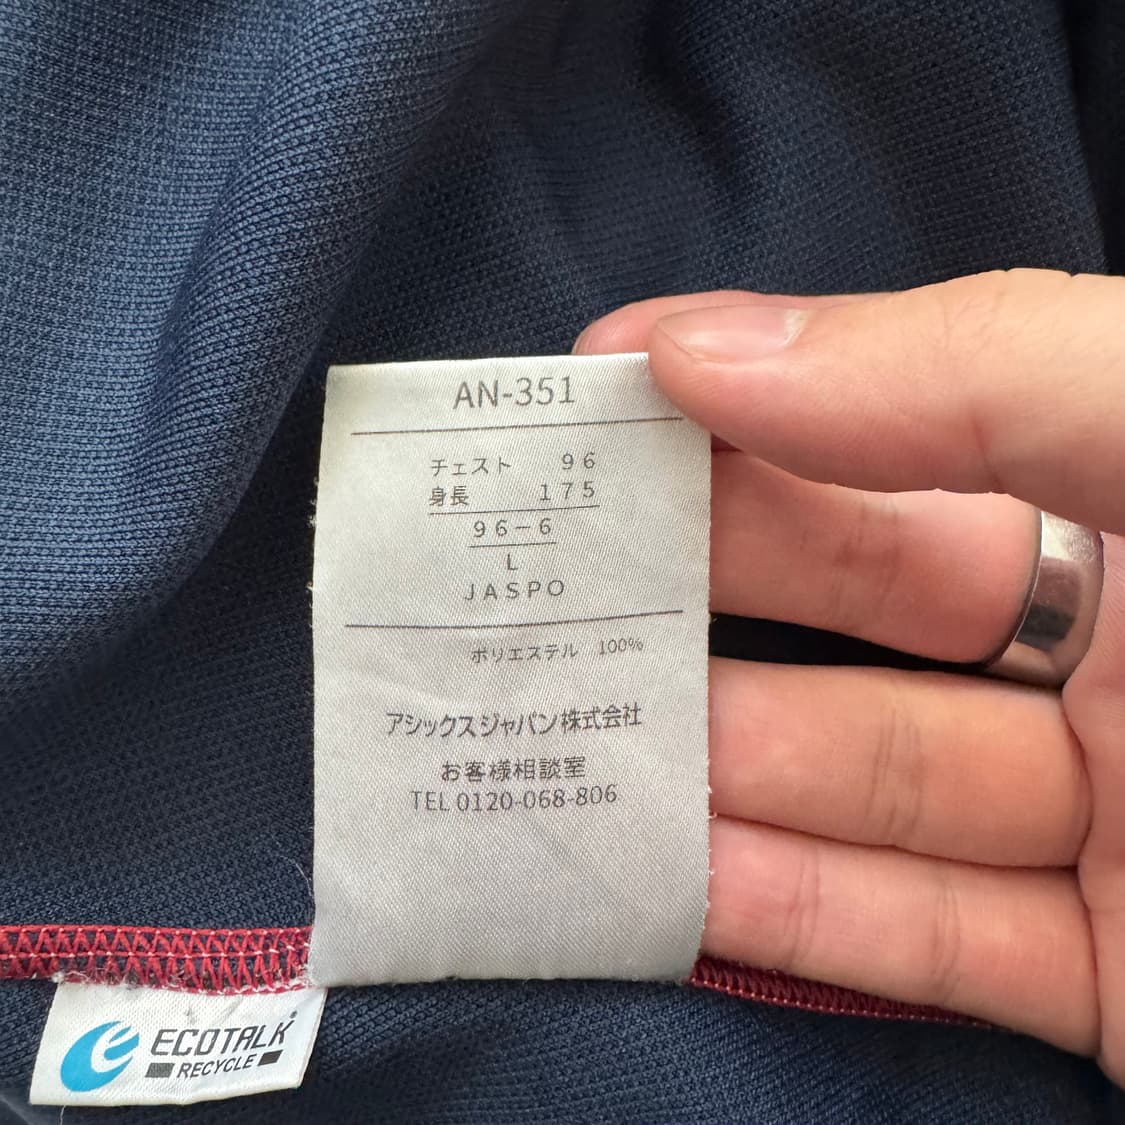 AN-351
チェスト 96
身長 175
96-6
L
JASPO
ポリエステル 100%
アシックスジャパン株式会社
お客様相談室
TEL 0120-068-806
ECOTALK®
RECYCLE